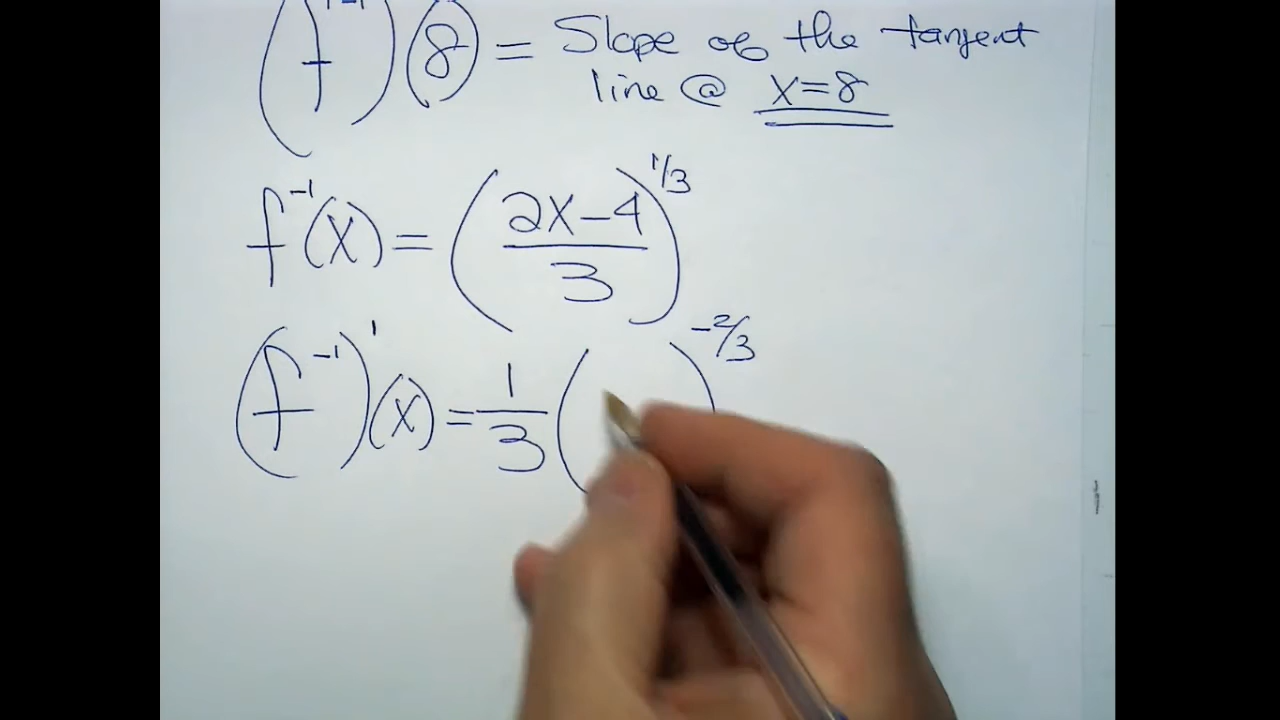 (f⁻¹)(8) = Slope of the tangent
line @ x=8
f⁻¹(x) = ((2x-4)/3)^(1/3)
(f⁻¹)'(x) = 1/3 ( )^(-2/3)